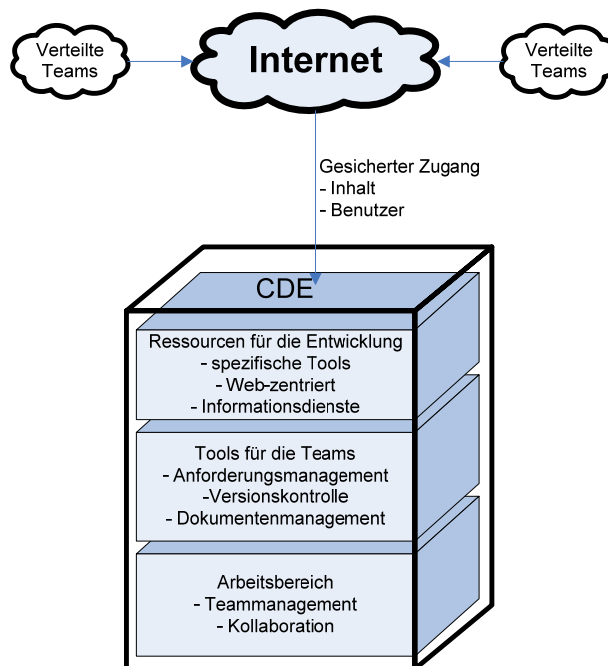 Verteilte
Teams
Internet
Verteilte
Teams
Gesicherter Zugang
- Inhalt
- Benutzer
CDE
Ressourcen für die Entwicklung
- spezifische Tools
- Web-zentriert
- Informationsdienste
Tools für die Teams
- Anforderungsmanagement
-Versionskontrolle
- Dokumentenmanagement
Arbeitsbereich
- Teammanagement
- Kollaboration